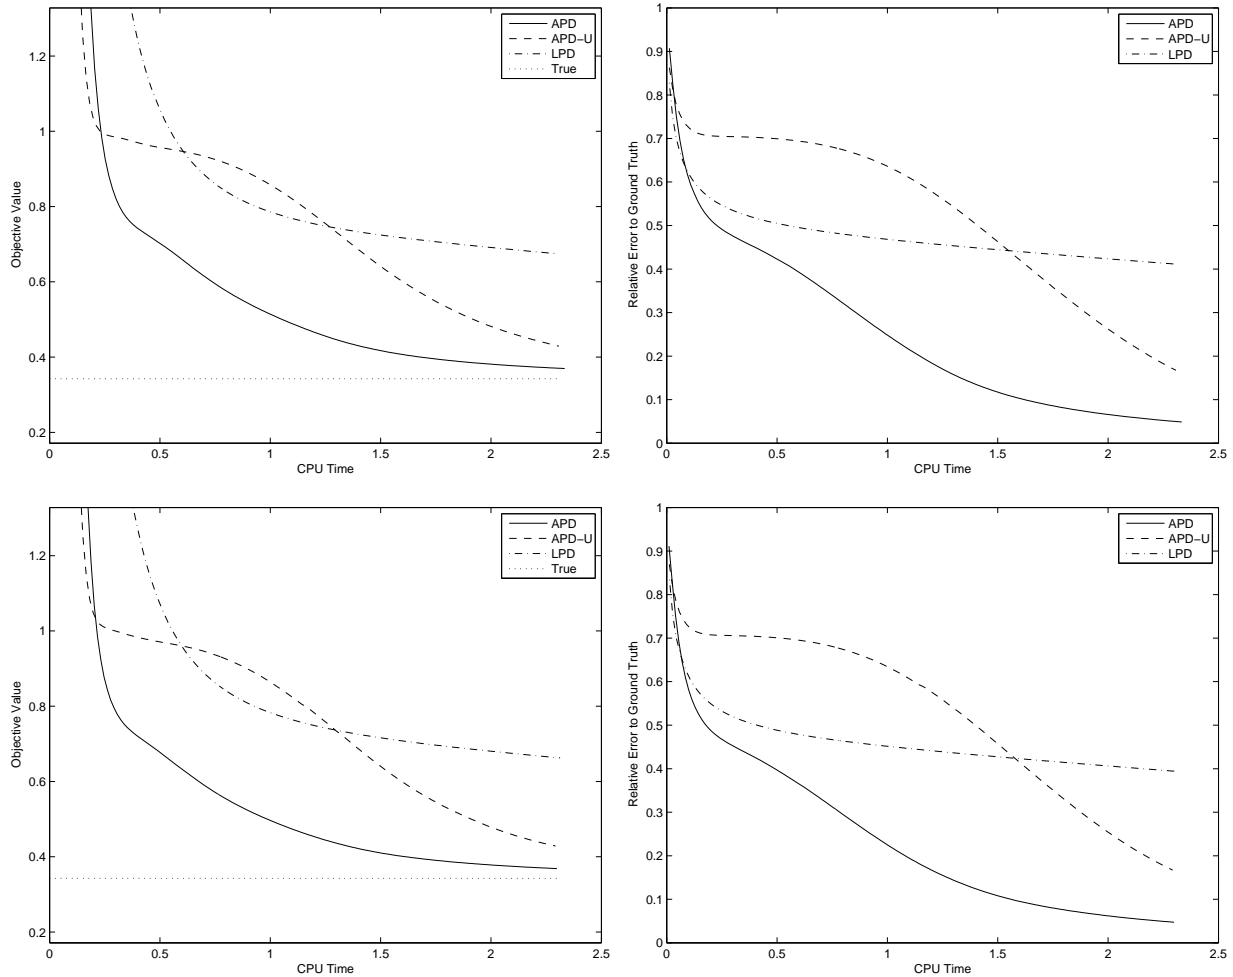 APD
APD-U
LPD
True
1.2
1
0.8
0.6
0.4
0.2
Objective Value
0
0.5
1
1.5
2
2.5
CPU Time
APD
APD-U
LPD
1
0.9
0.8
0.7
0.6
0.5
0.4
0.3
0.2
0.1
0
Relative Error to Ground Truth
0
0.5
1
1.5
2
2.5
CPU Time
APD
APD-U
LPD
True
1.2
1
0.8
0.6
0.4
0.2
Objective Value
0
0.5
1
1.5
2
2.5
CPU Time
APD
APD-U
LPD
1
0.9
0.8
0.7
0.6
0.5
0.4
0.3
0.2
0.1
0
Relative Error to Ground Truth
0
0.5
1
1.5
2
2.5
CPU Time